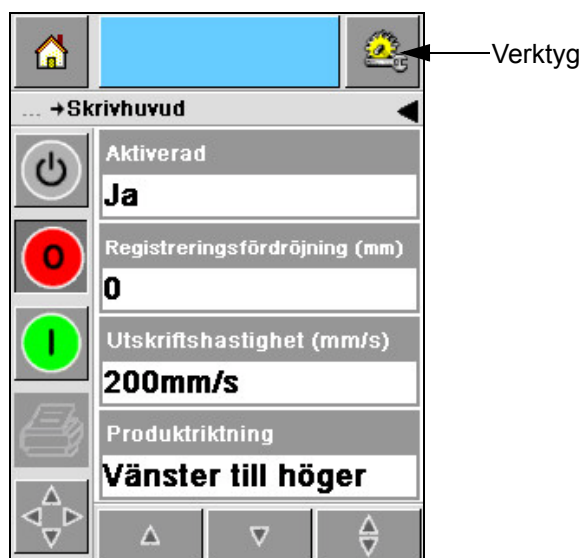 Verktyg
... →Skrivhuvud
Aktiverad
Ja
Registreringsfördröjning (mm)
0
Utskriftshastighet (mm/s)
200mm/s
Produktriktning
Vänster till höger